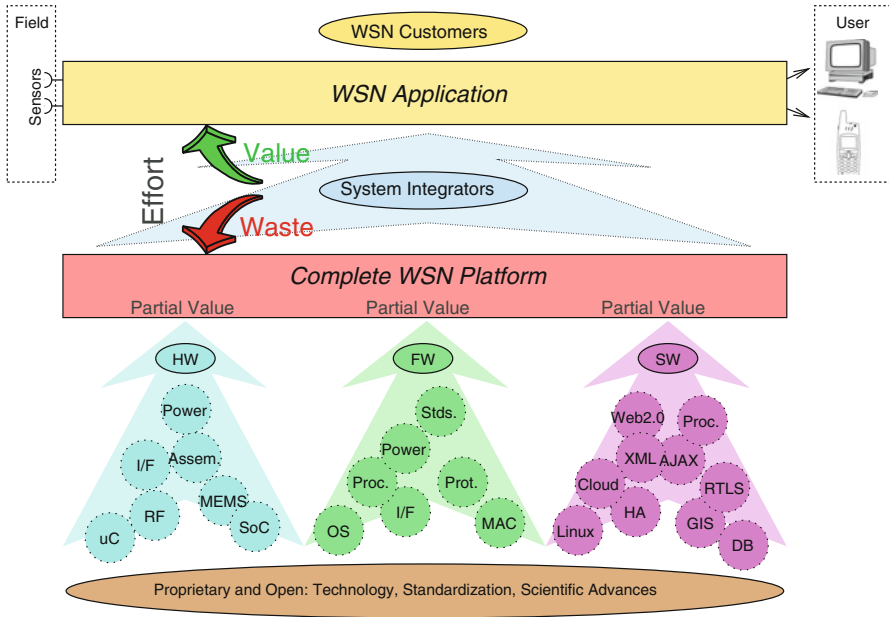 Field
WSN Customers
User
Sensors
WSN Application
Value
Effort
System Integrators
Waste
Complete WSN Platform
Partial Value
Partial Value
Partial Value
HW
FW
SW
Power
Stds.
Web2.0
Proc.
I/F
Assem.
Power
XML
AJAX
MEMS
Proc.
Prot.
Cloud
RTLS
RF
SoC
I/F
HA
GIS
uC
OS
MAC
Linux
DB
Proprietary and Open: Technology, Standardization, Scientific Advances